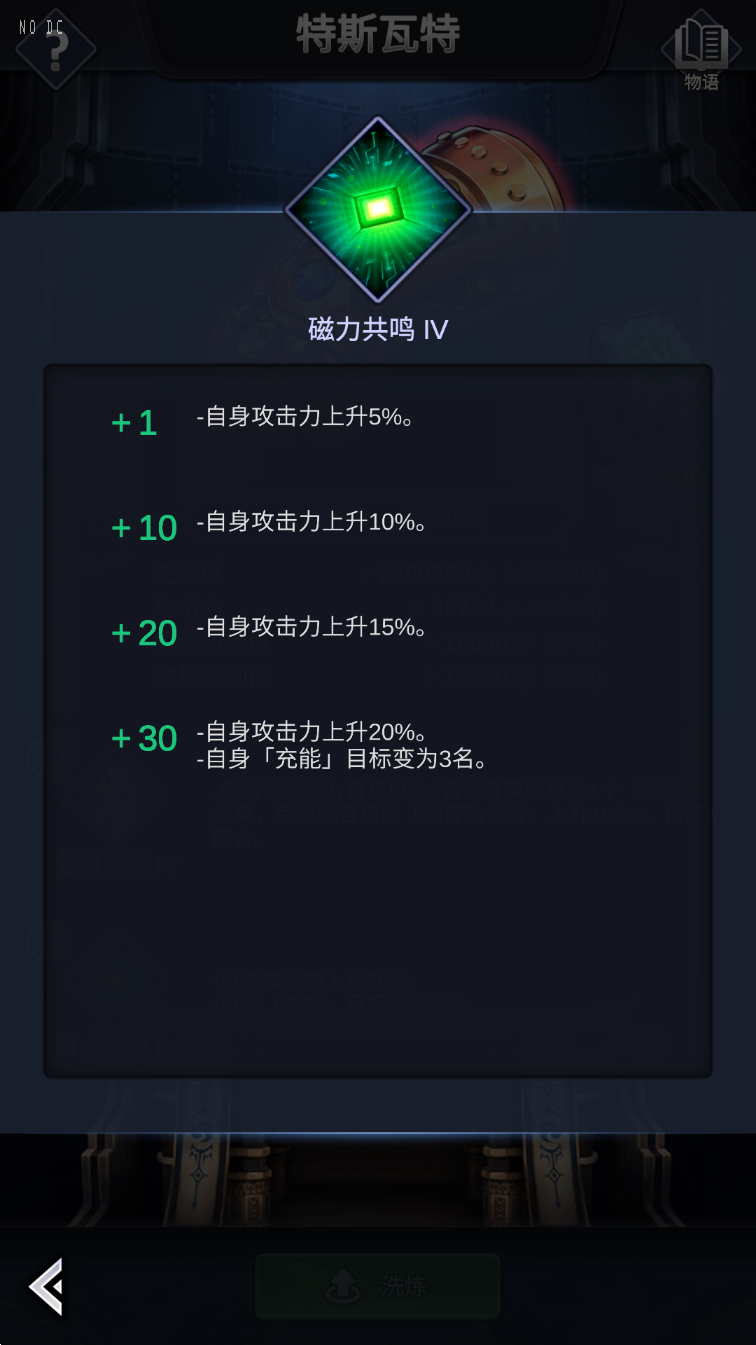 NO DC
特斯瓦特
物语
磁力共鸣 IV
+1 -自身攻击力上升5%。
+10 -自身攻击力上升10%。
+20 -自身攻击力上升15%。
+30 -自身攻击力上升20%。
-自身「充能」目标变为3名。
洗炼